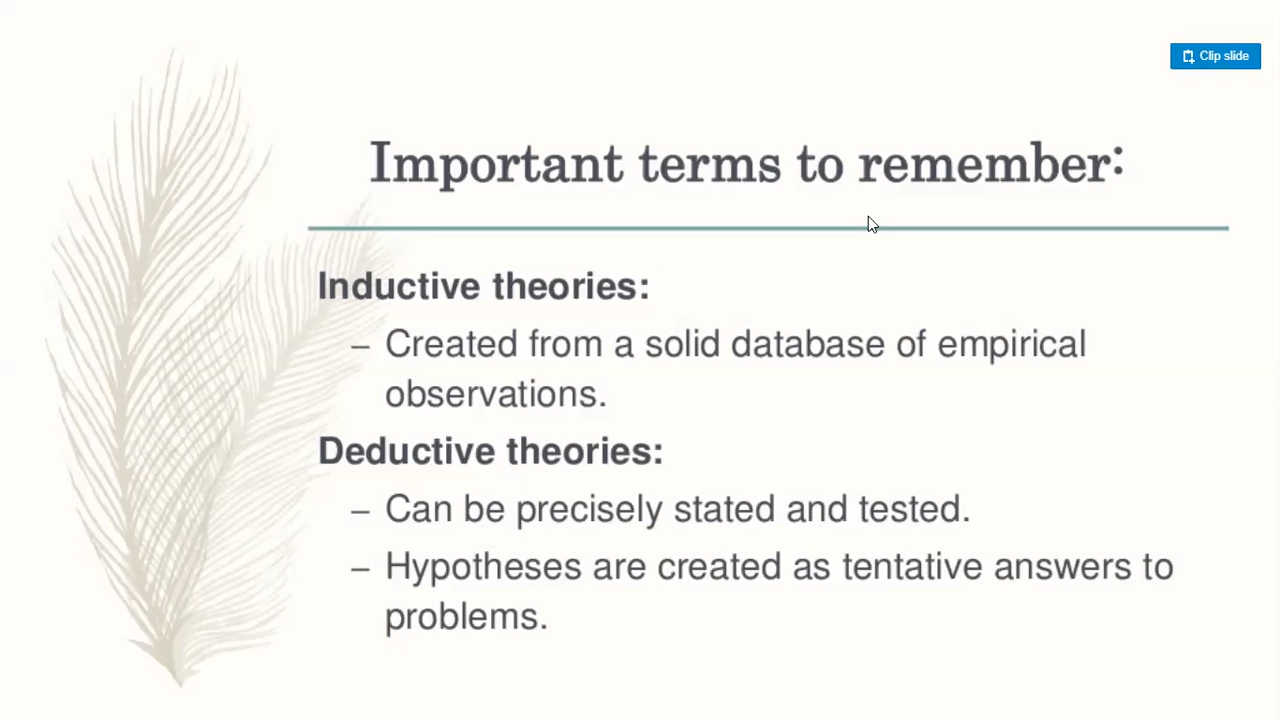 Clip slide
Important terms to remember:
Inductive theories:
– Created from a solid database of empirical
observations.
Deductive theories:
– Can be precisely stated and tested.
– Hypotheses are created as tentative answers to
problems.